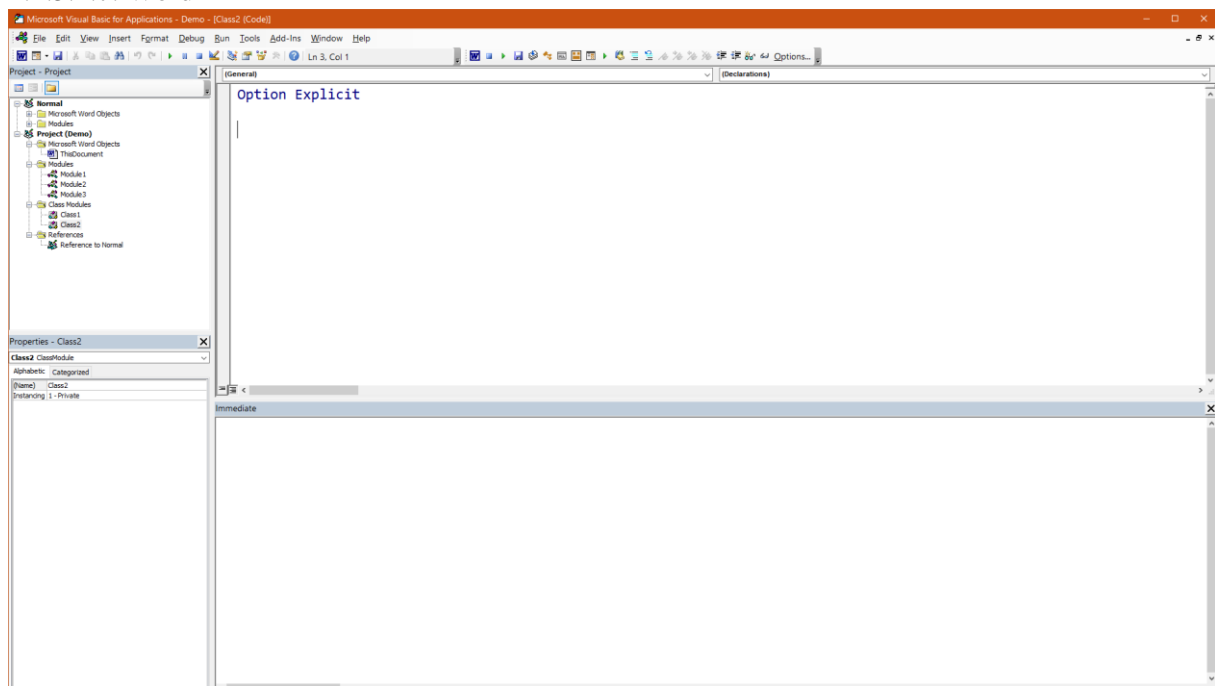 Microsoft Visual Basic for Applications - Demo - [Class2 (Code)]
File Edit View Insert Format Debug Run Tools Add-Ins Window Help
Ln 3, Col 1
Options...
Project - Project
Normal
Microsoft Word Objects
Modules
Project (Demo)
Microsoft Word Objects
ThisDocument
Modules
Module1
Module2
Module3
Class Modules
Class1
Class2
References
Reference to Normal
Properties - Class2
Class2 ClassModule
Alphabetic Categorized
(Name) Class2
Instancing 1 - Private
(General) (Declarations)
Option Explicit
Immediate